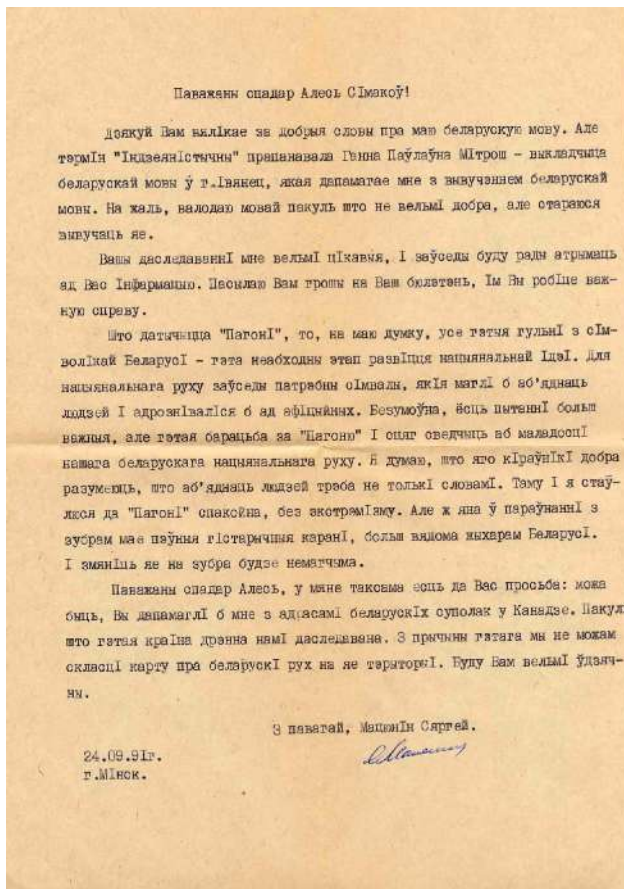 Паважаны спадар Алесь Сімакоў!
Дзякуй Вам вялікае за добрыя словы пра маю беларускую мову. Але
тэрмін "індзеяністычны" прапанавала Ганна Паўлаўна Мітрош – выкладчыца
беларускай мовы ў г.Івянец, якая дапамагае мне з вывучэннем беларускай
мовы. На жаль, валодаю мовай пакуль што не вельмі добра, але стараюся
вывучаць яе.
Вашы даследаванні мне вельмі цікавыя, і заўседы буду рады атрымаць
ад Вас інфармацыю. Пасылаю Вам грошы на Ваш бюлэтэнь, ім Вы робіце важ-
ную справу.
Што датычыцца "Пагоні", то, на маю думку, усе гэтыя гульні з сім-
волікай Беларусі – гэта неабходны этап развіцця нацыянальнай ідэі. Для
нацыянальнага руху заўседы патрэбны сімвалы, якія маглі б аб'яднаць
людзей і адрозніваліся б ад афіцыйных. Безумоўна, ёсць пытанні больш
важныя, але гэтая барацьба за "Пагоню" і сцяг сведчыць аб маладосці
нашага беларускага нацыянальнага руху. Я думаю, што яго кіраўнікі добра
разумеюць, што аб'яднаць людзей трэба не толькі словамі. Таму і я стаў-
люся да "Пагоні" спакойна, без экстрэмізму. Але ж яна ў параўнанні з
зубрам мае пэўныя гістарычныя карані, больш вядома жыхарам Беларусі.
І змяніць яе на зубра будзе немагчыма.
Паважаны спадар Алесь, у мяне таксама есць да Вас просьба: можа
быць, Вы дапамаглі б мне з адрасамі беларускіх суполак у Канадзе. Пакуль
што гэтая краіна дрэнна намі даследавана. З прычыны гэтага мы не можам
скласці карту пра беларускі рух на яе тэрыторыі. Буду Вам вельмі ўдзяч-
ны.
З павагай, Мацюнін Сяргей.
24.09.91г.
г.Мінск.